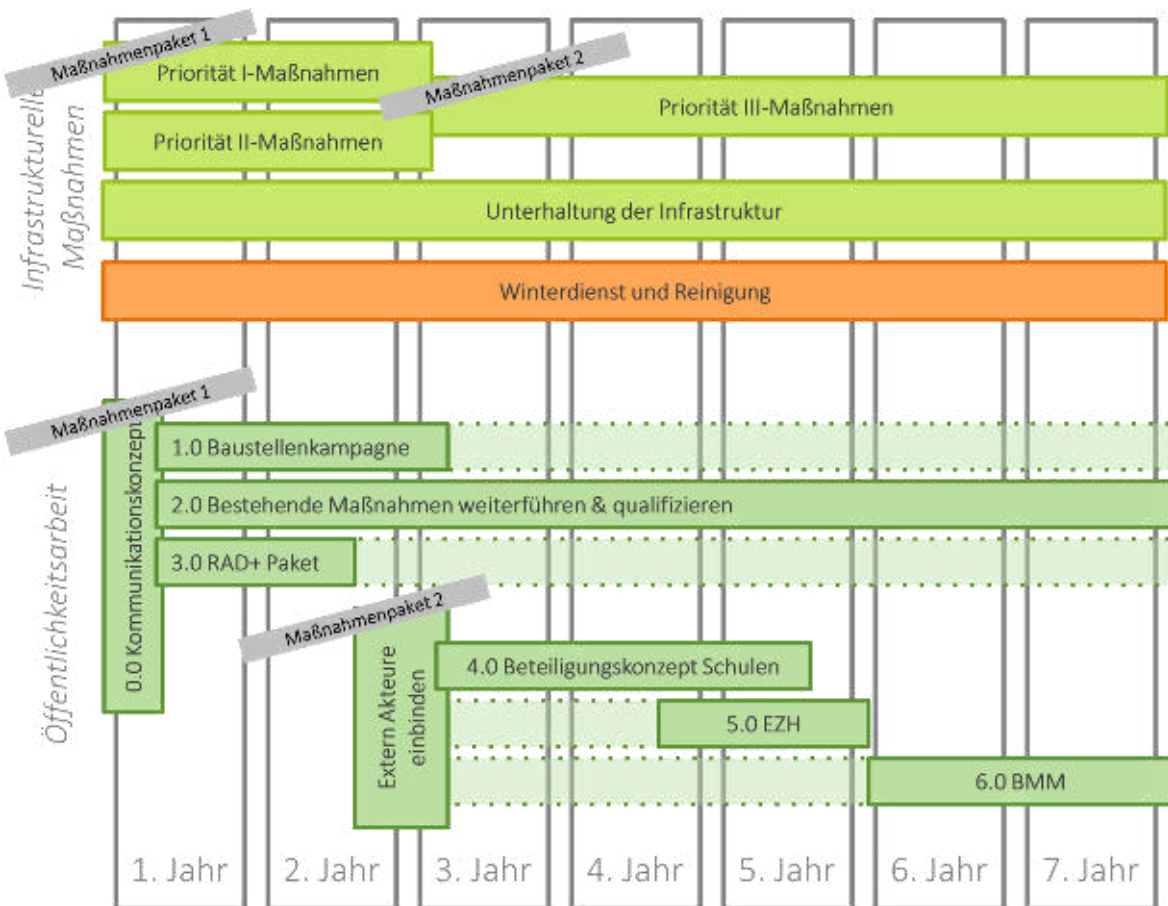 Maßnahmenpaket 1
Priorität I-Maßnahmen
Maßnahmenpaket 2
Priorität III-Maßnahmen
Priorität II-Maßnahmen
Infrastrukturelle
Maßnahmen
Unterhaltung der Infrastruktur
Winterdienst und Reinigung
Maßnahmenpaket 1
0.0 Kommunikationskonzept
1.0 Baustellenkampagne
2.0 Bestehende Maßnahmen weiterführen & qualifizieren
3.0 RAD+ Paket
Öffentlichkeitsarbeit
Maßnahmenpaket 2
Extern Akteure
einbinden
4.0 Beteiligungskonzept Schulen
5.0 EZH
6.0 BMM
1. Jahr
2. Jahr
3. Jahr
4. Jahr
5. Jahr
6. Jahr
7. Jahr